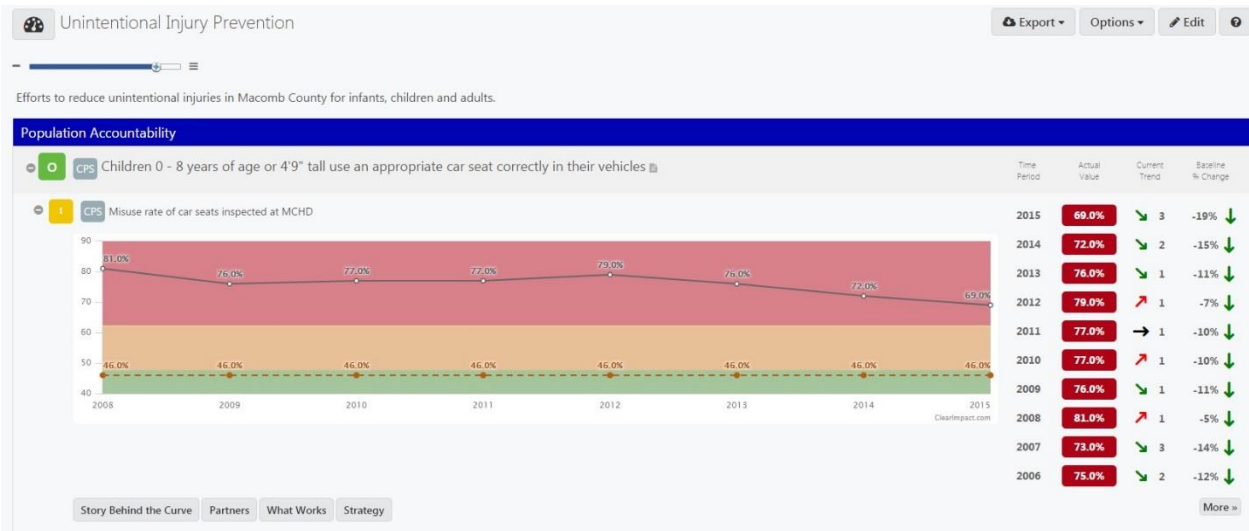 Unintentional Injury Prevention
Export Options Edit
Efforts to reduce unintentional injuries in Macomb County for infants, children and adults.
Population Accountability
O CPS Children 0 - 8 years of age or 4'9" tall use an appropriate car seat correctly in their vehicles
Time Period Actual Value Current Trend Baseline % Change
I CPS Misuse rate of car seats inspected at MCHD
90
80
70
60
50
40
81.0% 76.0% 77.0% 77.0% 79.0% 76.0% 72.0% 69.0%
46.0% 46.0% 46.0% 46.0% 46.0% 46.0% 46.0% 46.0%
2008 2009 2010 2011 2012 2013 2014 2015
ClearImpact.com
2015 69.0% 3 -19%
2014 72.0% 2 -15%
2013 76.0% 1 -11%
2012 79.0% 1 -7%
2011 77.0% 1 -10%
2010 77.0% 1 -10%
2009 76.0% 1 -11%
2008 81.0% 1 -5%
2007 73.0% 3 -14%
2006 75.0% 2 -12%
Story Behind the Curve Partners What Works Strategy
More »